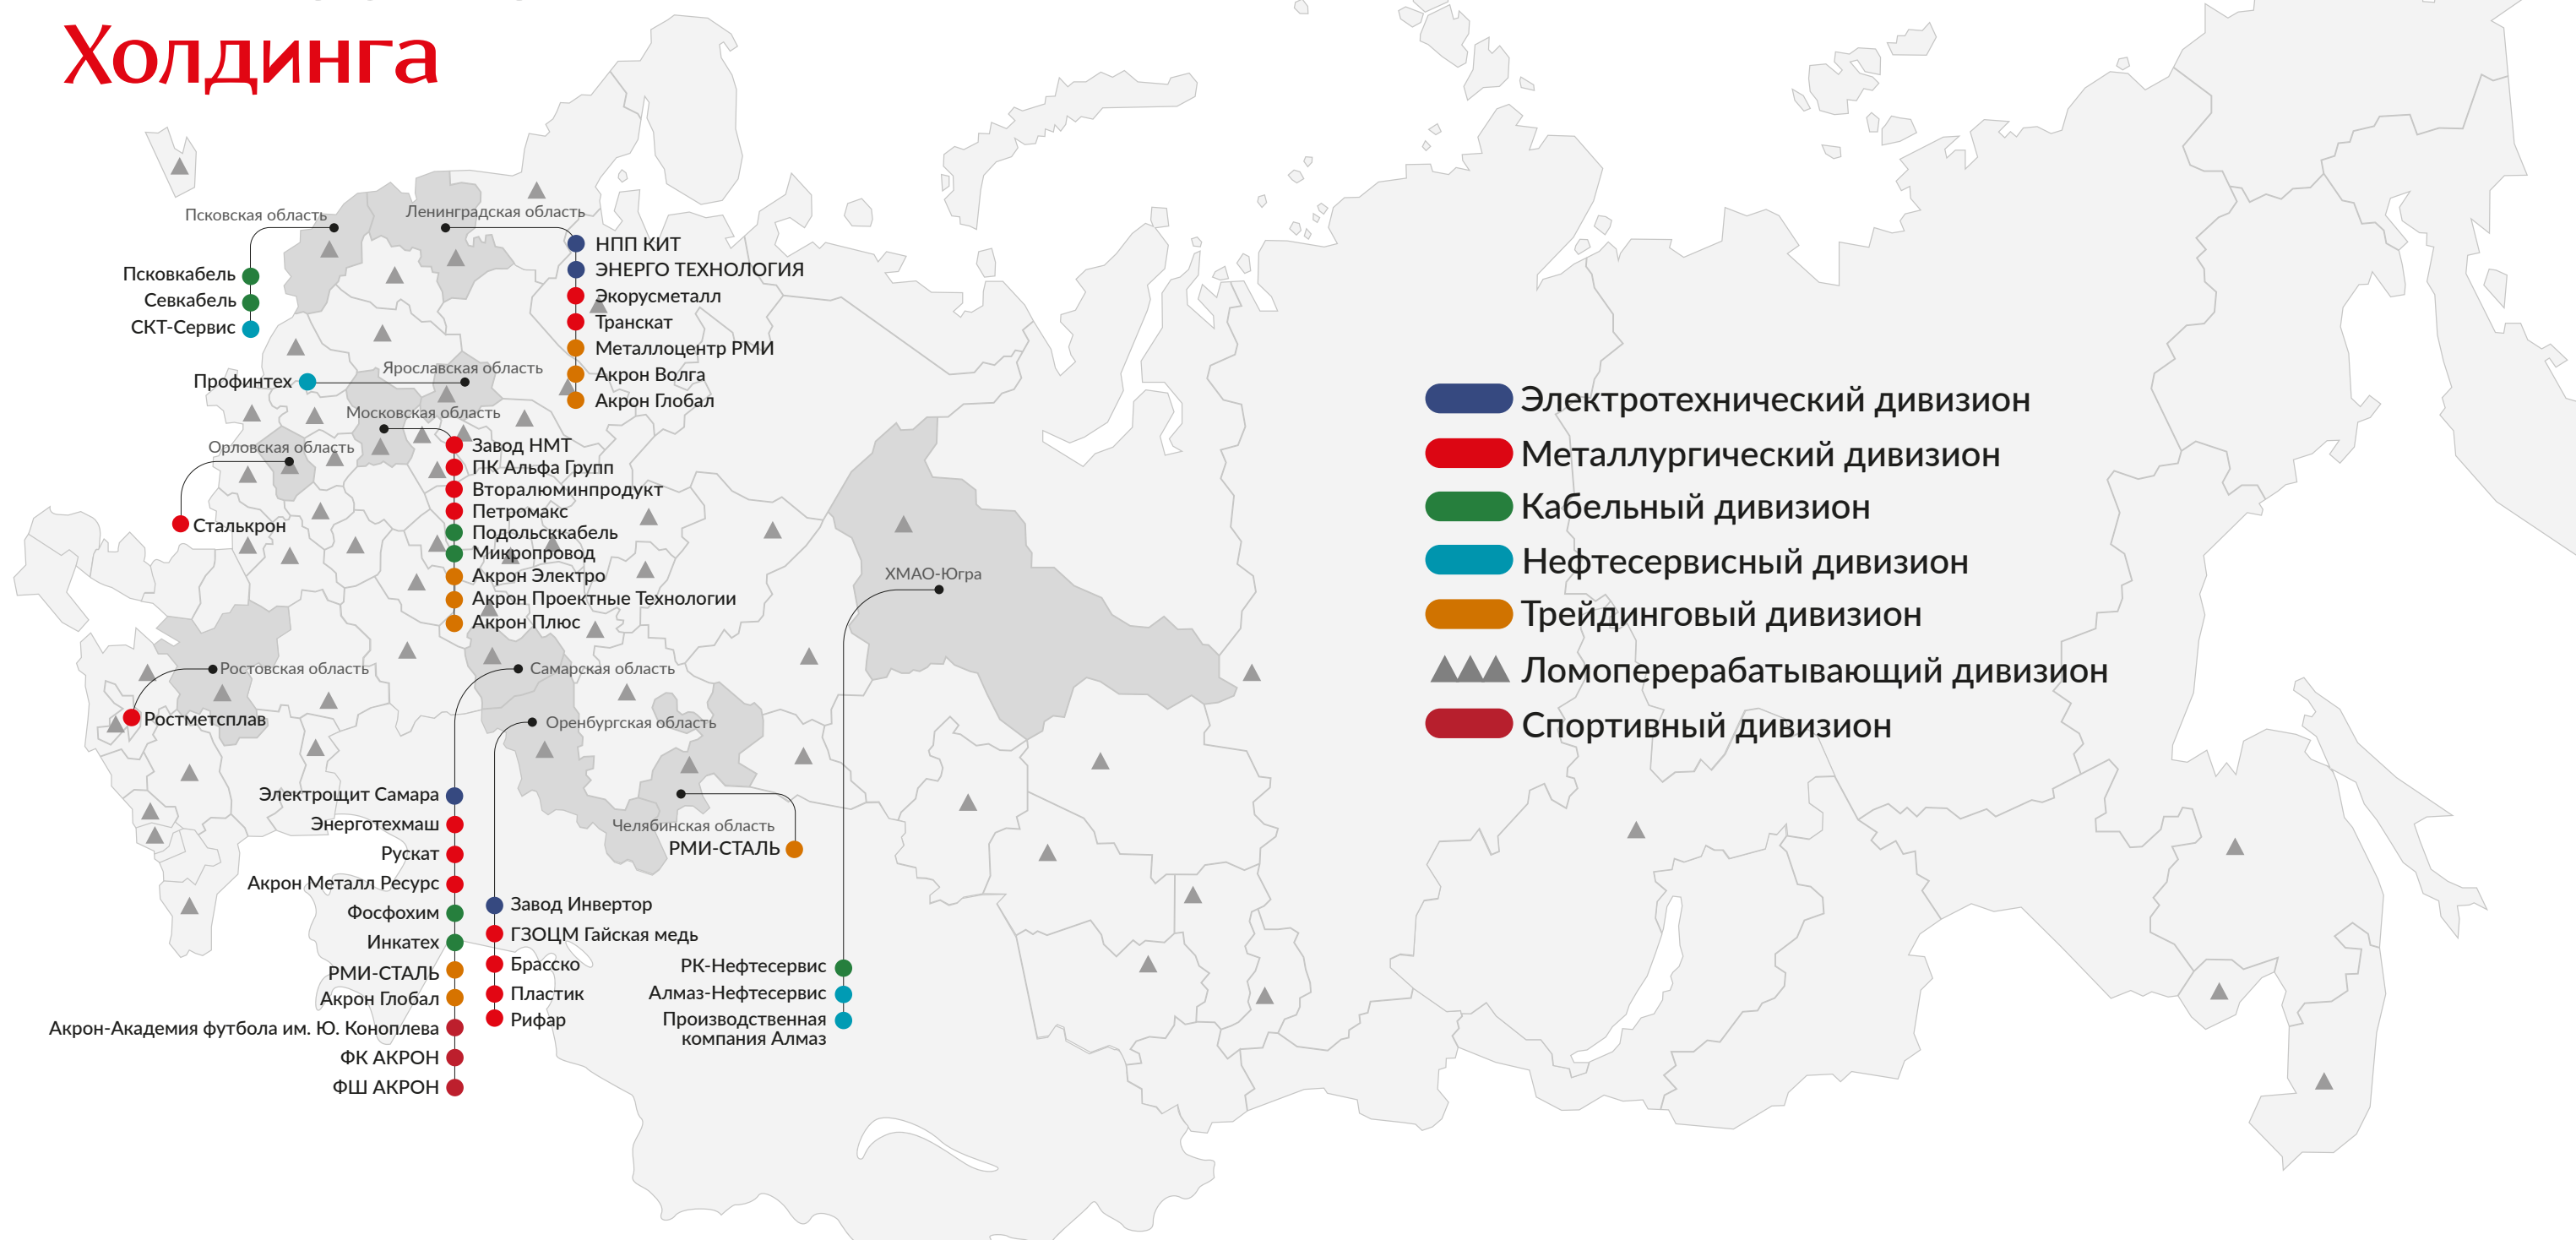 Холдинга
Псковская область
Псковкабель
Севкабель
СКТ-Сервис
Ленинградская область
НПП КИТ
ЭНЕРГО ТЕХНОЛОГИЯ
Экорусметалл
Транскат
Металлоцентр РМИ
Акрон Волга
Акрон Глобал
Ярославская область
Профинтех
Московская область
Завод НМТ
ПК Альфа Групп
Вторалюминпродукт
Петромакс
Подольсккабель
Микропровод
Акрон Электро
Акрон Проектные Технологии
Акрон Плюс
Орловская область
Сталькрон
Ростовская область
Ростметсплав
Самарская область
Электрощит Самара
Энерготехмаш
Рускат
Акрон Металл Ресурс
Фосфохим
Инкатех
РМИ-СТАЛЬ
Акрон Глобал
Акрон-Академия футбола им. Ю. Коноплева
ФК АКРОН
ФШ АКРОН
Оренбургская область
Завод Инвертор
ГЗОЦМ Гайская медь
Брасско
Пластик
Рифар
Челябинская область
РМИ-СТАЛЬ
ХМАО-Югра
РК-Нефтесервис
Алмаз-Нефтесервис
Производственная
компания Алмаз
Электротехнический дивизион
Металлургический дивизион
Кабельный дивизион
Нефтесервисный дивизион
Трейдинговый дивизион
Ломоперерабатывающий дивизион
Спортивный дивизион